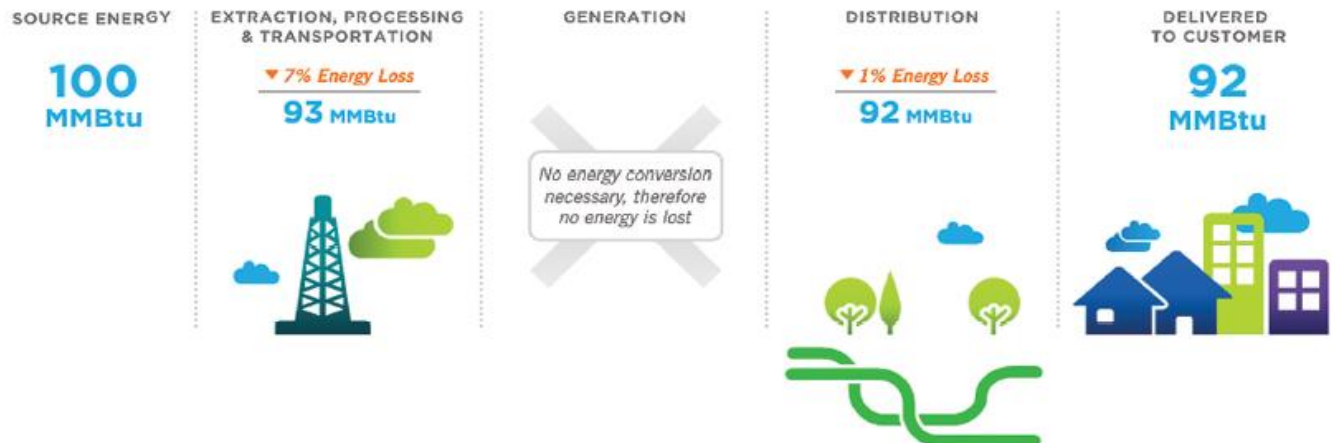 SOURCE ENERGY
100
MMBtu
EXTRACTION, PROCESSING
& TRANSPORTATION
▼ 7% Energy Loss
93 MMBtu
GENERATION
No energy conversion
necessary, therefore
no energy is lost
DISTRIBUTION
▼ 1% Energy Loss
92 MMBtu
DELIVERED
TO CUSTOMER
92
MMBtu